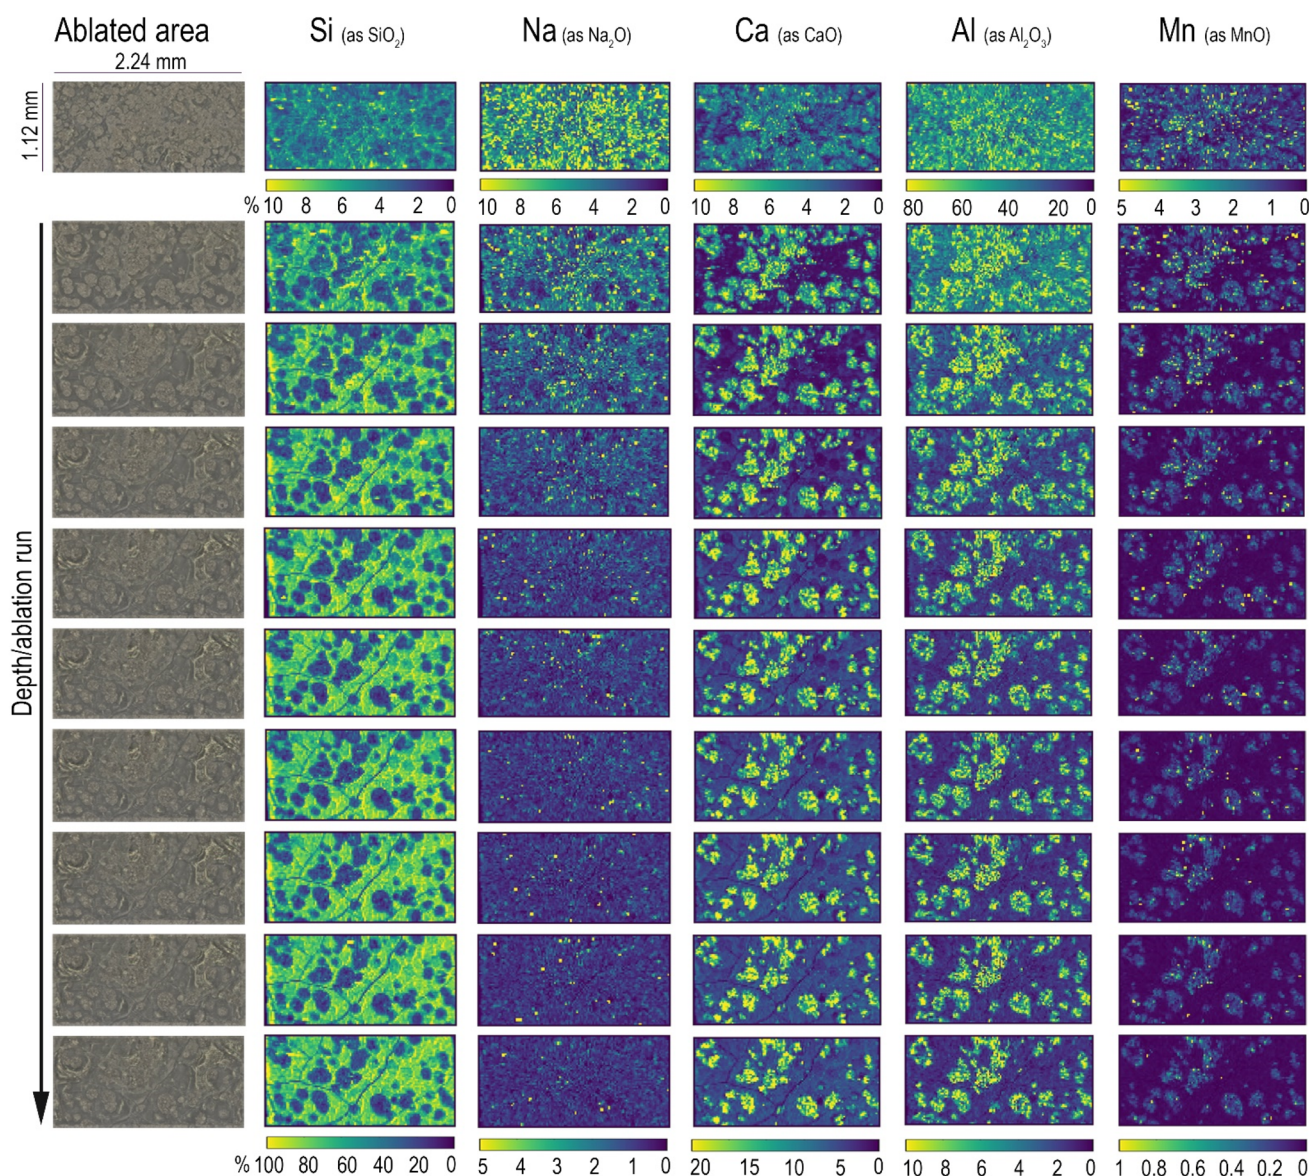 Ablated area
Si (as SiO₂)
Na (as Na₂O)
Ca (as CaO)
Al (as Al₂O₃)
Mn (as MnO)
2.24 mm
1.12 mm
% 10 8 6 4 2 0
10 8 6 4 2 0
10 8 6 4 2 0
80 60 40 20 0
5 4 3 2 1 0
Depth/ablation run
% 100 80 60 40 20 0
5 4 3 2 1 0
20 15 10 5 0
10 8 6 4 2 0
1 0.8 0.6 0.4 0.2 0